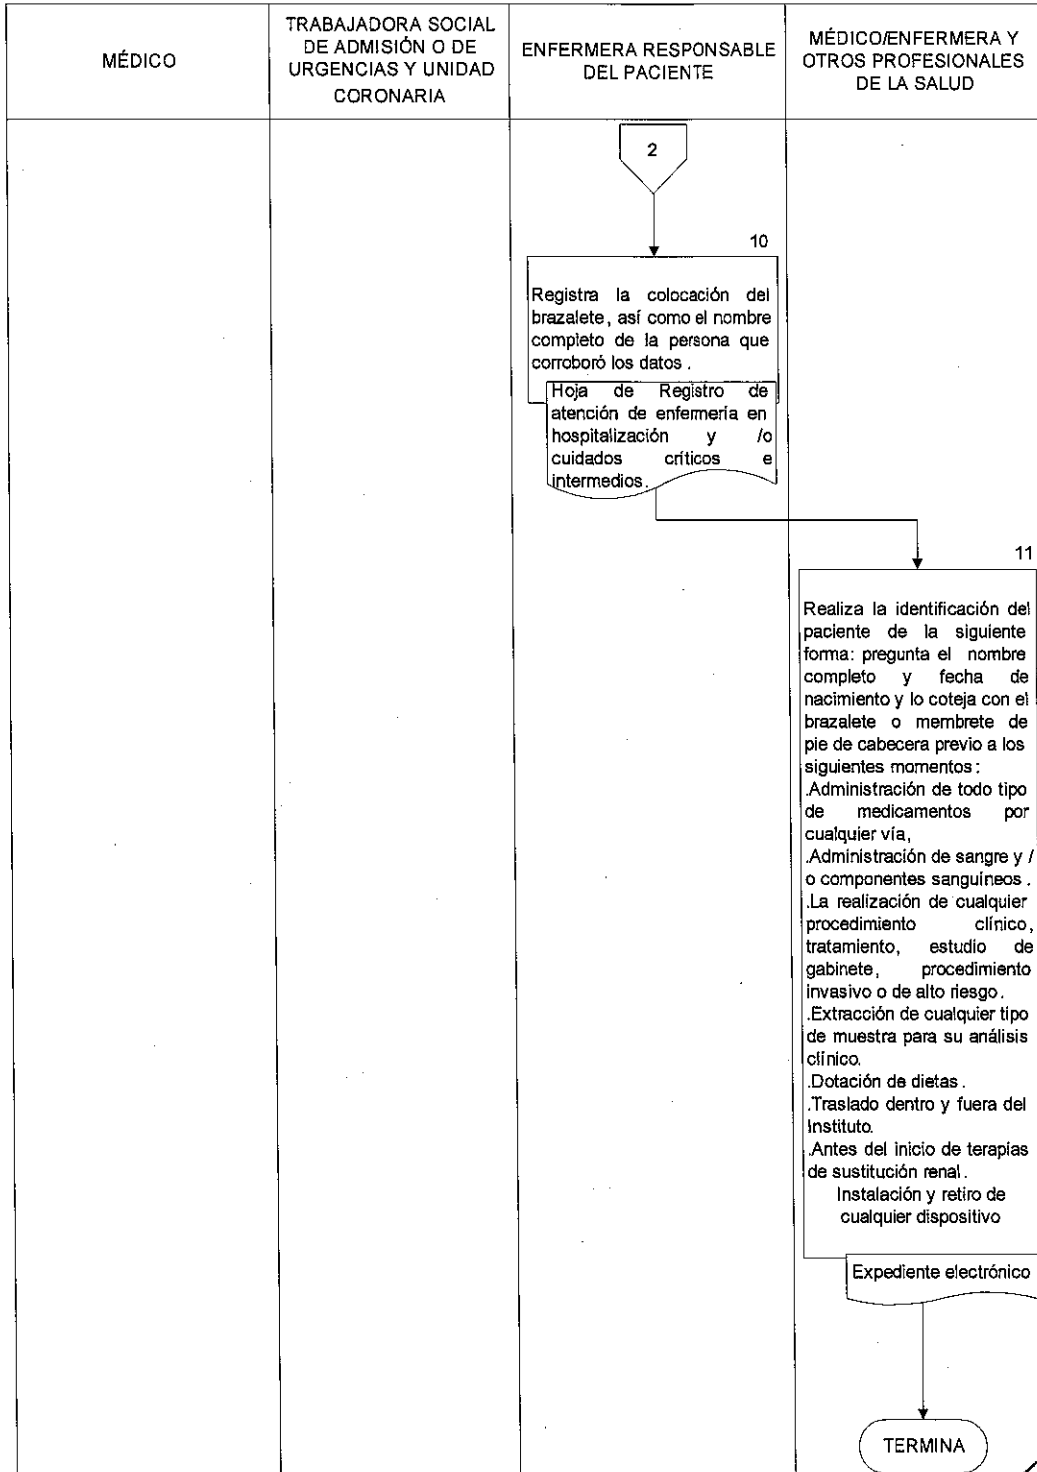 MÉDICO
TRABAJADORA SOCIAL
DE ADMISIÓN O DE
URGENCIAS Y UNIDAD
CORONARIA
ENFERMERA RESPONSABLE
DEL PACIENTE
MÉDICO/ENFERMERA Y
OTROS PROFESIONALES
DE LA SALUD
2
10
Registra la colocación del
brazalete, así como el nombre
completo de la persona que
corroboró los datos .
Hoja de Registro de
atención de enfermería en
hospitalización y /o
cuidados críticos e
intermedios.
11
Realiza la identificación del
paciente de la siguiente
forma: pregunta el nombre
completo y fecha de
nacimiento y lo coteja con el
brazalete o membrete de
pie de cabecera previo a los
siguientes momentos :
.Administración de todo tipo
de medicamentos por
cualquier vía,
.Administración de sangre y /
o componentes sanguíneos .
.La realización de cualquier
procedimiento clínico,
tratamiento, estudio de
gabinete, procedimiento
invasivo o de alto riesgo.
.Extracción de cualquier tipo
de muestra para su análisis
clínico.
.Dotación de dietas .
.Traslado dentro y fuera del
Instituto.
.Antes del inicio de terapias
de sustitución renal .
Instalación y retiro de
cualquier dispositivo
Expediente electrónico
TERMINA